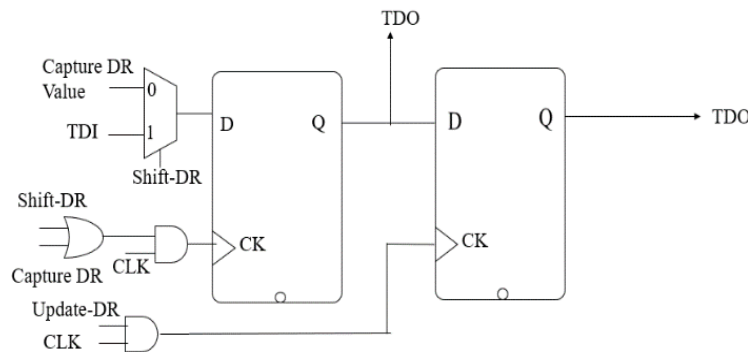 TDO
Capture DR
Value
0
TDI
1
D
Q
D
Q
TDO
Shift-DR
Shift-DR
CK
CK
CLK
Capture DR
Update-DR
CLK